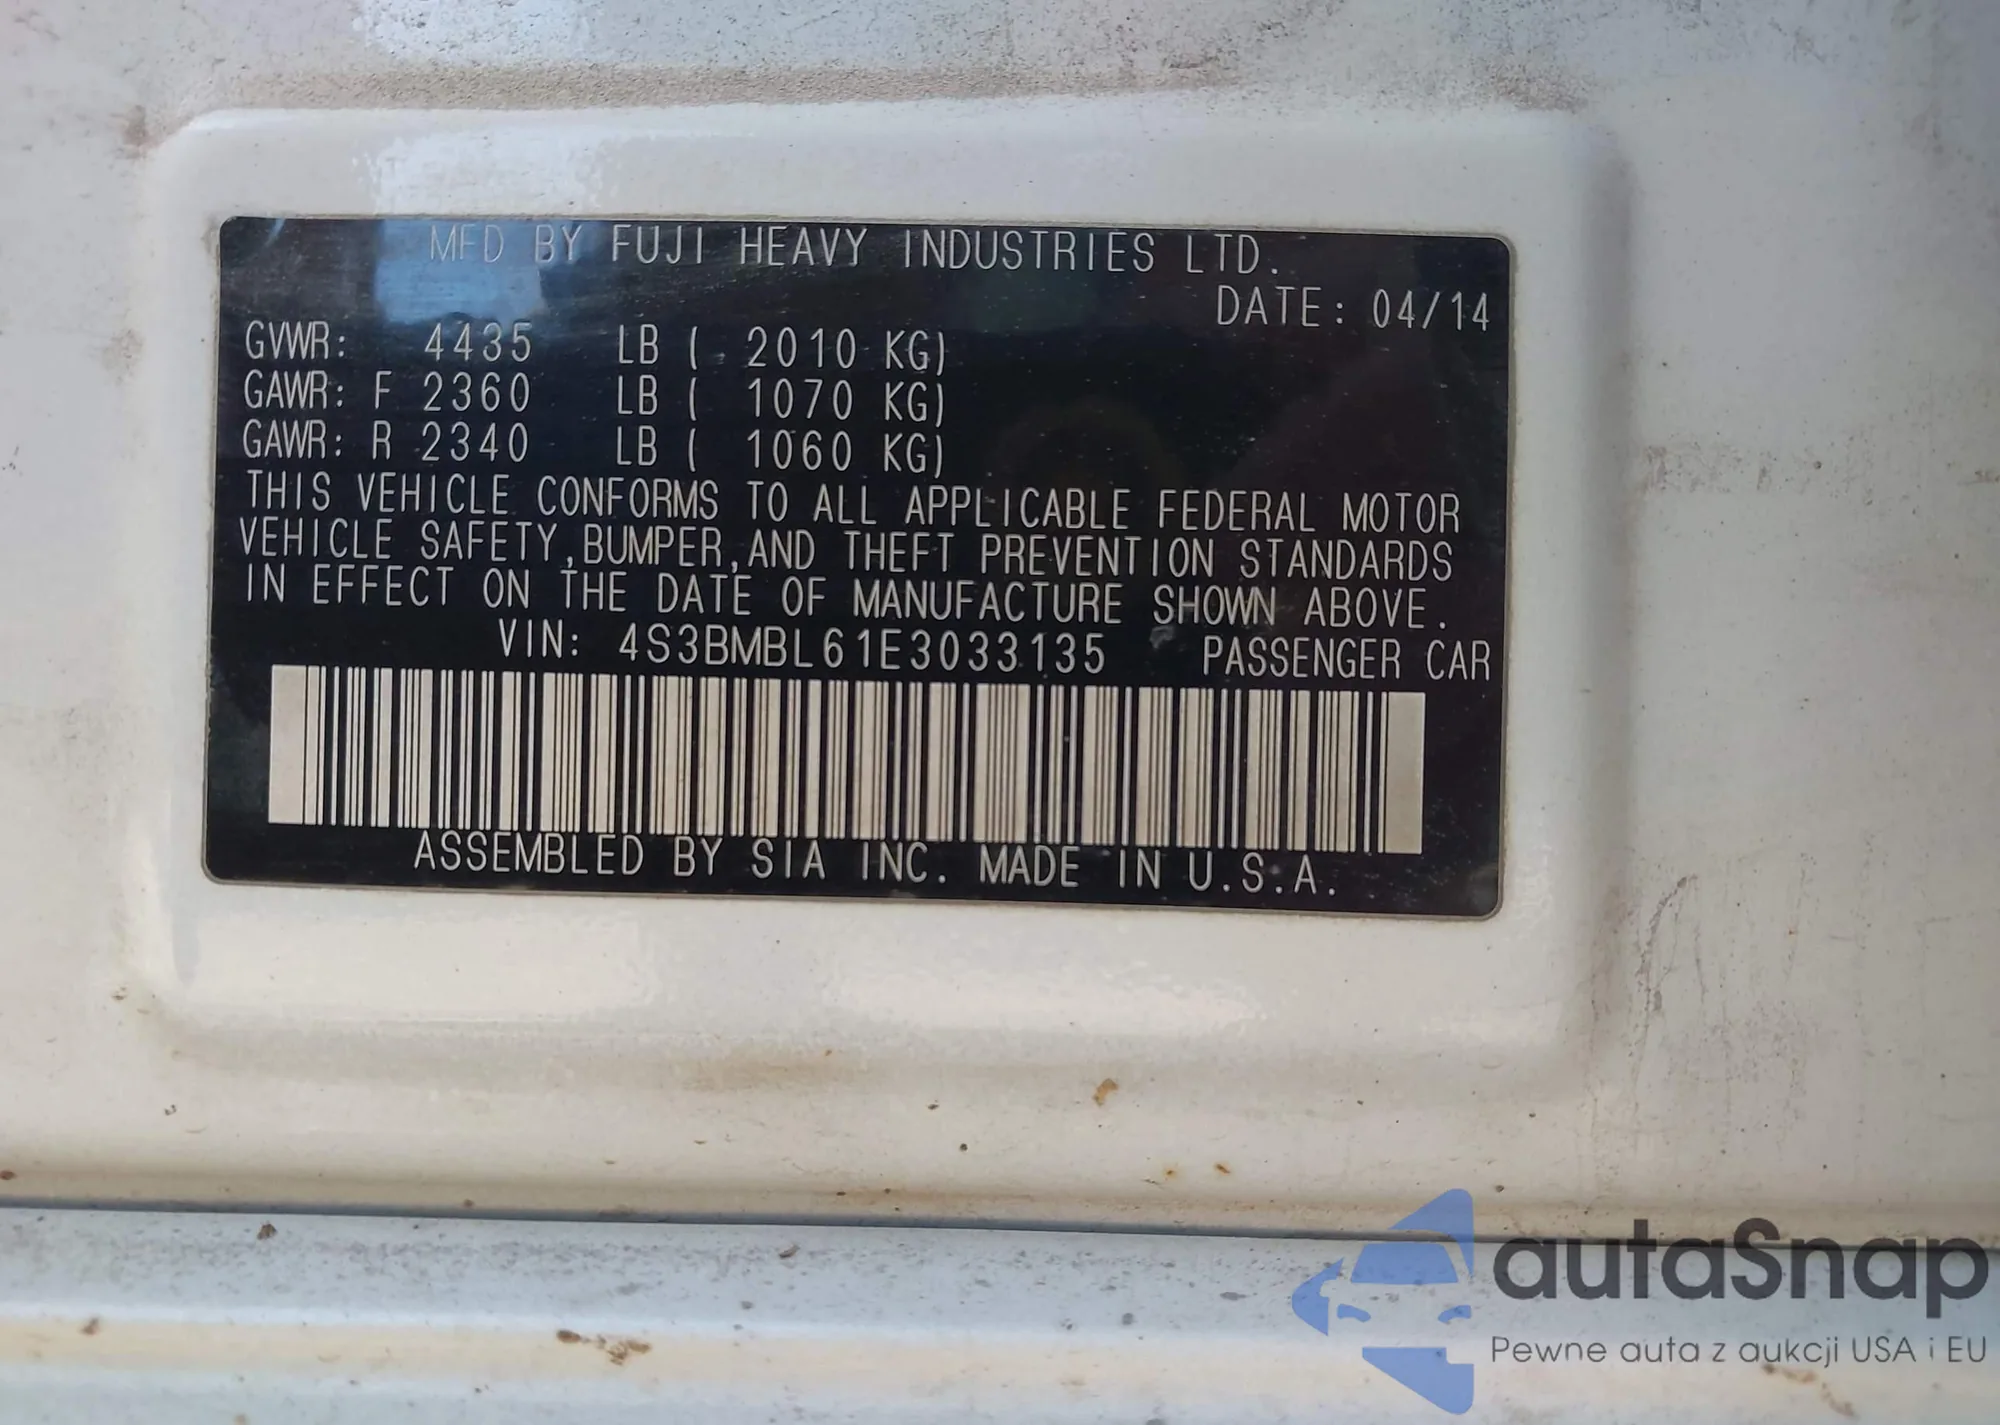 MFD BY FUJI HEAVY INDUSTRIES LTD.
DATE: 04/14
GVWR: 4435 LB ( 2010 KG)
GAWR: F 2360 LB ( 1070 KG)
GAWR: R 2340 LB ( 1060 KG)
THIS VEHICLE CONFORMS TO ALL APPLICABLE FEDERAL MOTOR
VEHICLE SAFETY,BUMPER,AND THEFT PREVENTION STANDARDS
IN EFFECT ON THE DATE OF MANUFACTURE SHOWN ABOVE.
VIN: 4S3BMBL61E3033135 PASSENGER CAR
ASSEMBLED BY SIA INC. MADE IN U.S.A.
autaSnap
Pewne auta z aukcji USA i EU